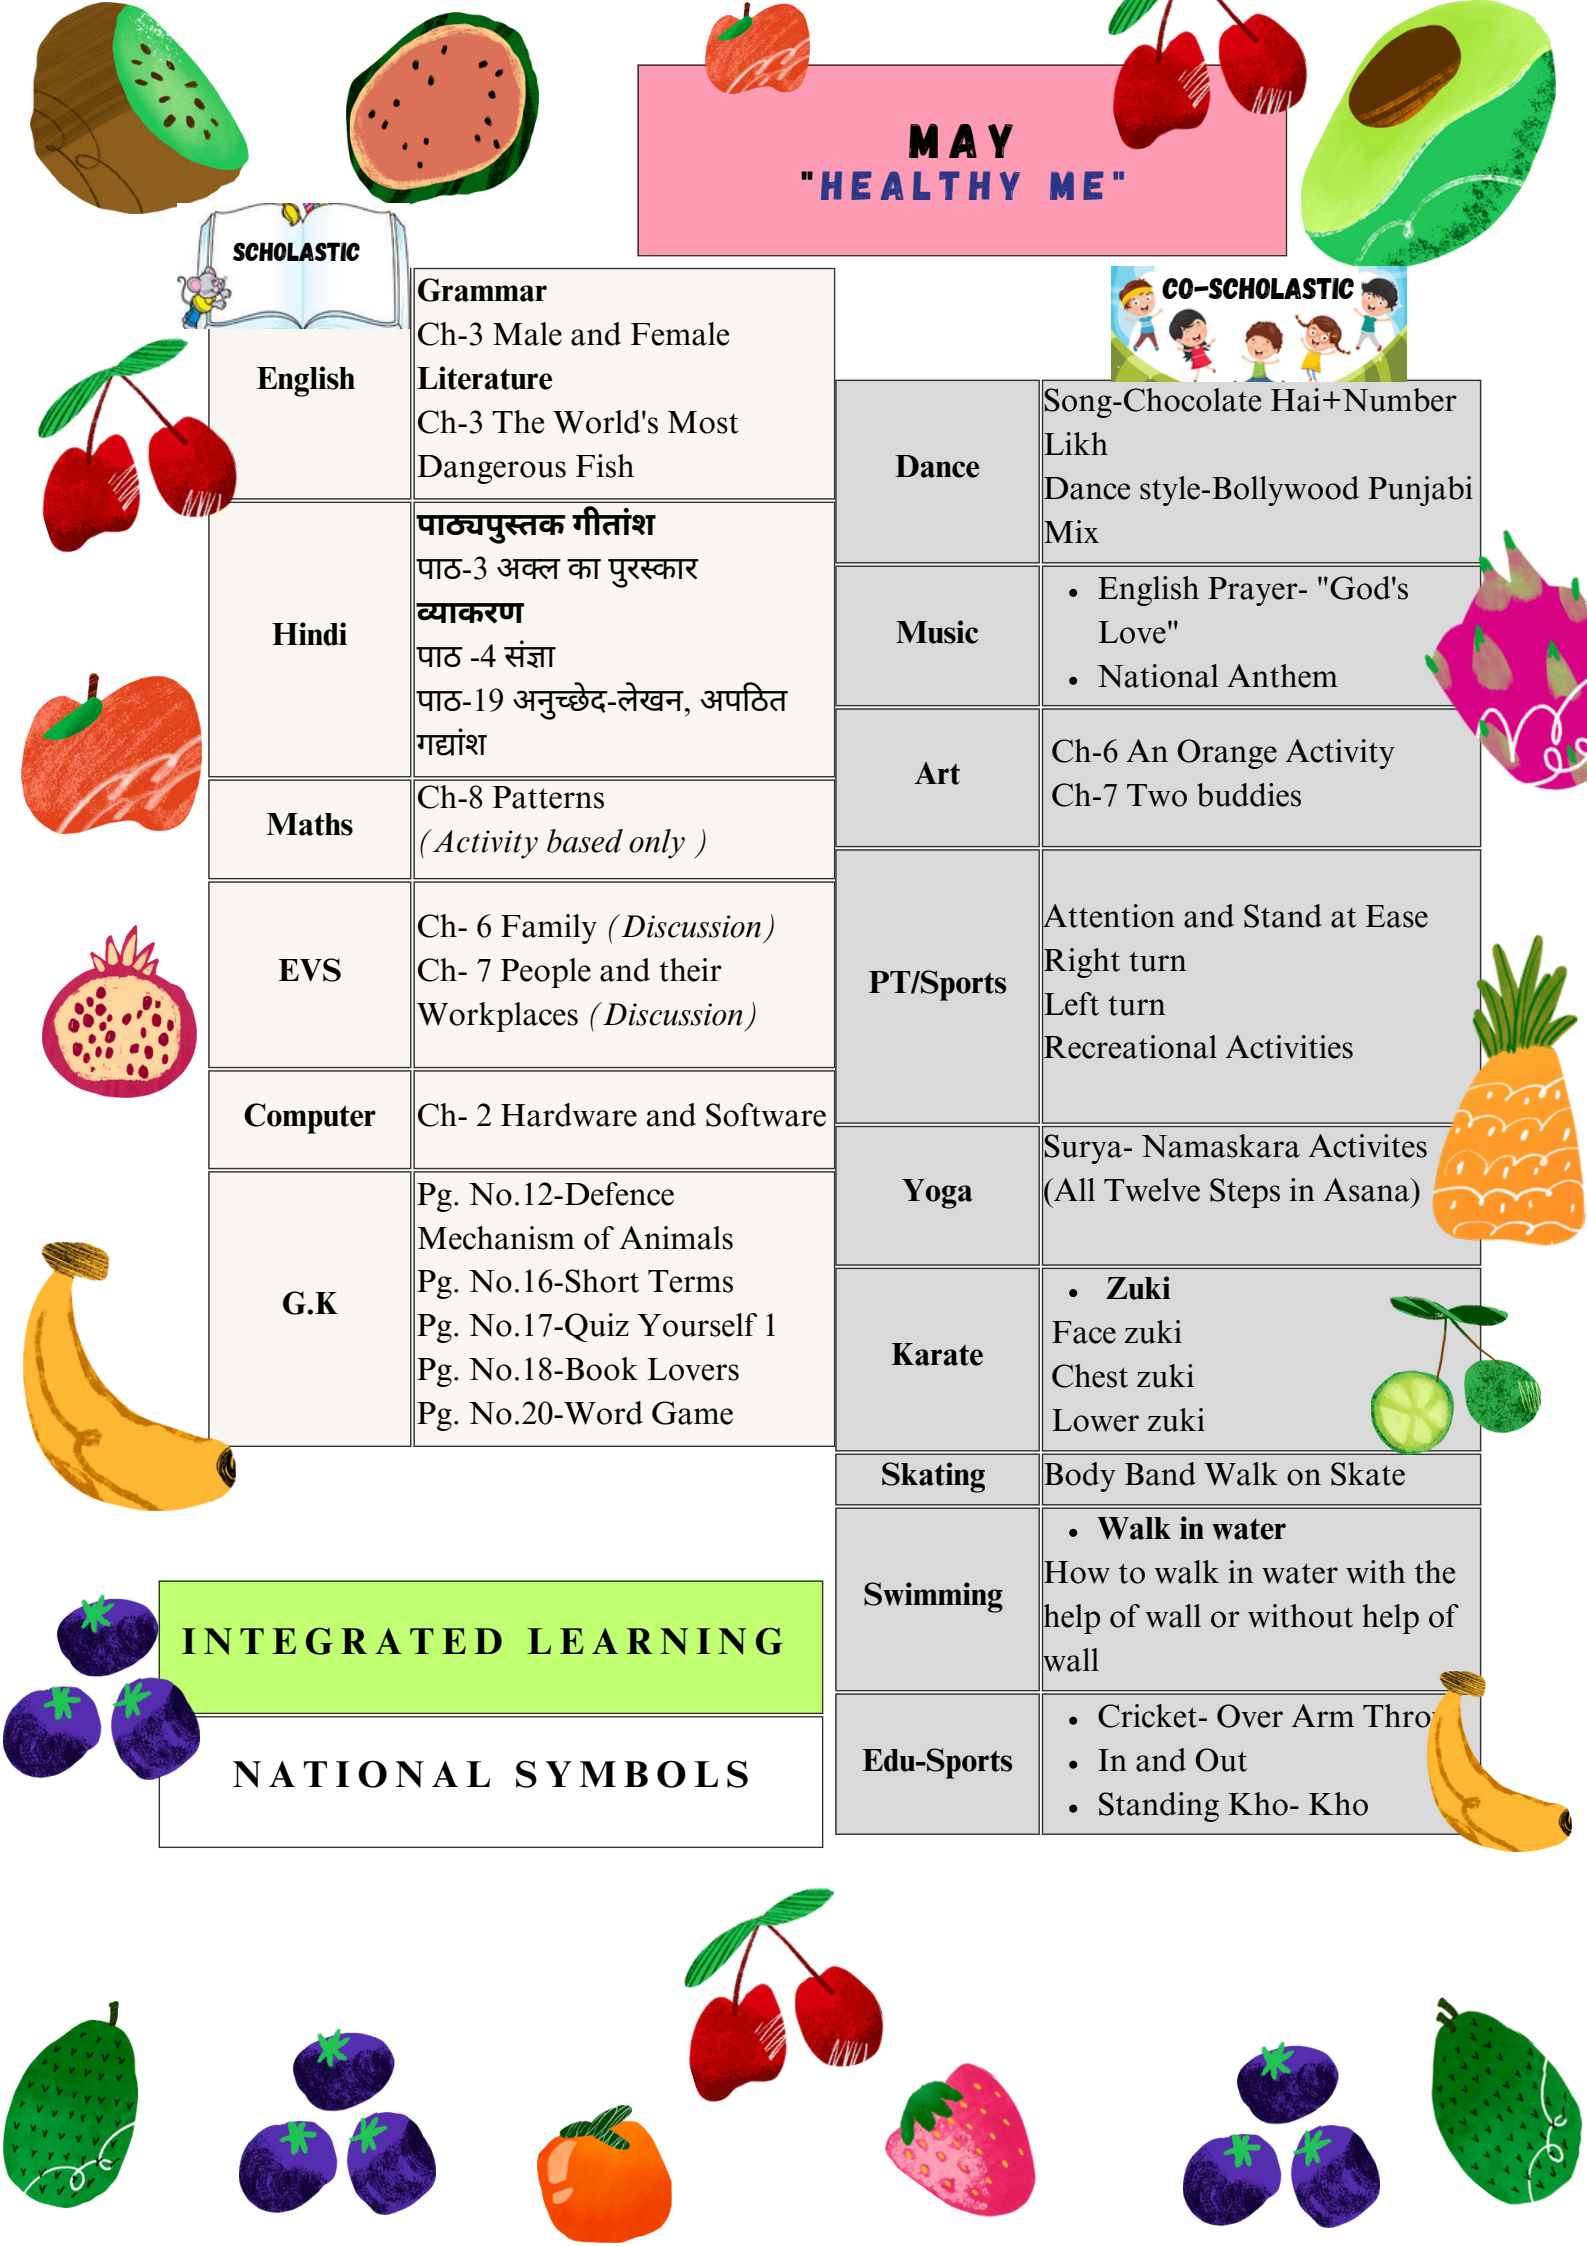 MAY
"HEALTHY ME"
SCHOLASTIC
English
Grammar
Ch-3 Male and Female
Literature
Ch-3 The World's Most
Dangerous Fish
Hindi
पाठ्यपुस्तक गीतांश
पाठ-3 अक्ल का पुरस्कार
व्याकरण
पाठ -4 संज्ञा
पाठ-19 अनुच्छेद-लेखन, अपठित
गद्यांश
Maths
Ch-8 Patterns
(Activity based only )
EVS
Ch- 6 Family (Discussion)
Ch- 7 People and their
Workplaces (Discussion)
Computer
Ch- 2 Hardware and Software
G.K
Pg. No.12-Defence
Mechanism of Animals
Pg. No.16-Short Terms
Pg. No.17-Quiz Yourself 1
Pg. No.18-Book Lovers
Pg. No.20-Word Game
INTEGRATED LEARNING
NATIONAL SYMBOLS
CO-SCHOLASTIC
Dance
Song-Chocolate Hai+Number
Likh
Dance style-Bollywood Punjabi
Mix
Music
• English Prayer- "God's
Love"
• National Anthem
Art
Ch-6 An Orange Activity
Ch-7 Two buddies
PT/Sports
Attention and Stand at Ease
Right turn
Left turn
Recreational Activities
Yoga
Surya- Namaskara Activites
(All Twelve Steps in Asana)
Karate
• Zuki
Face zuki
Chest zuki
Lower zuki
Skating
Body Band Walk on Skate
Swimming
• Walk in water
How to walk in water with the
help of wall or without help of
wall
Edu-Sports
• Cricket- Over Arm
• In and Out
• Standing Kho- Kho